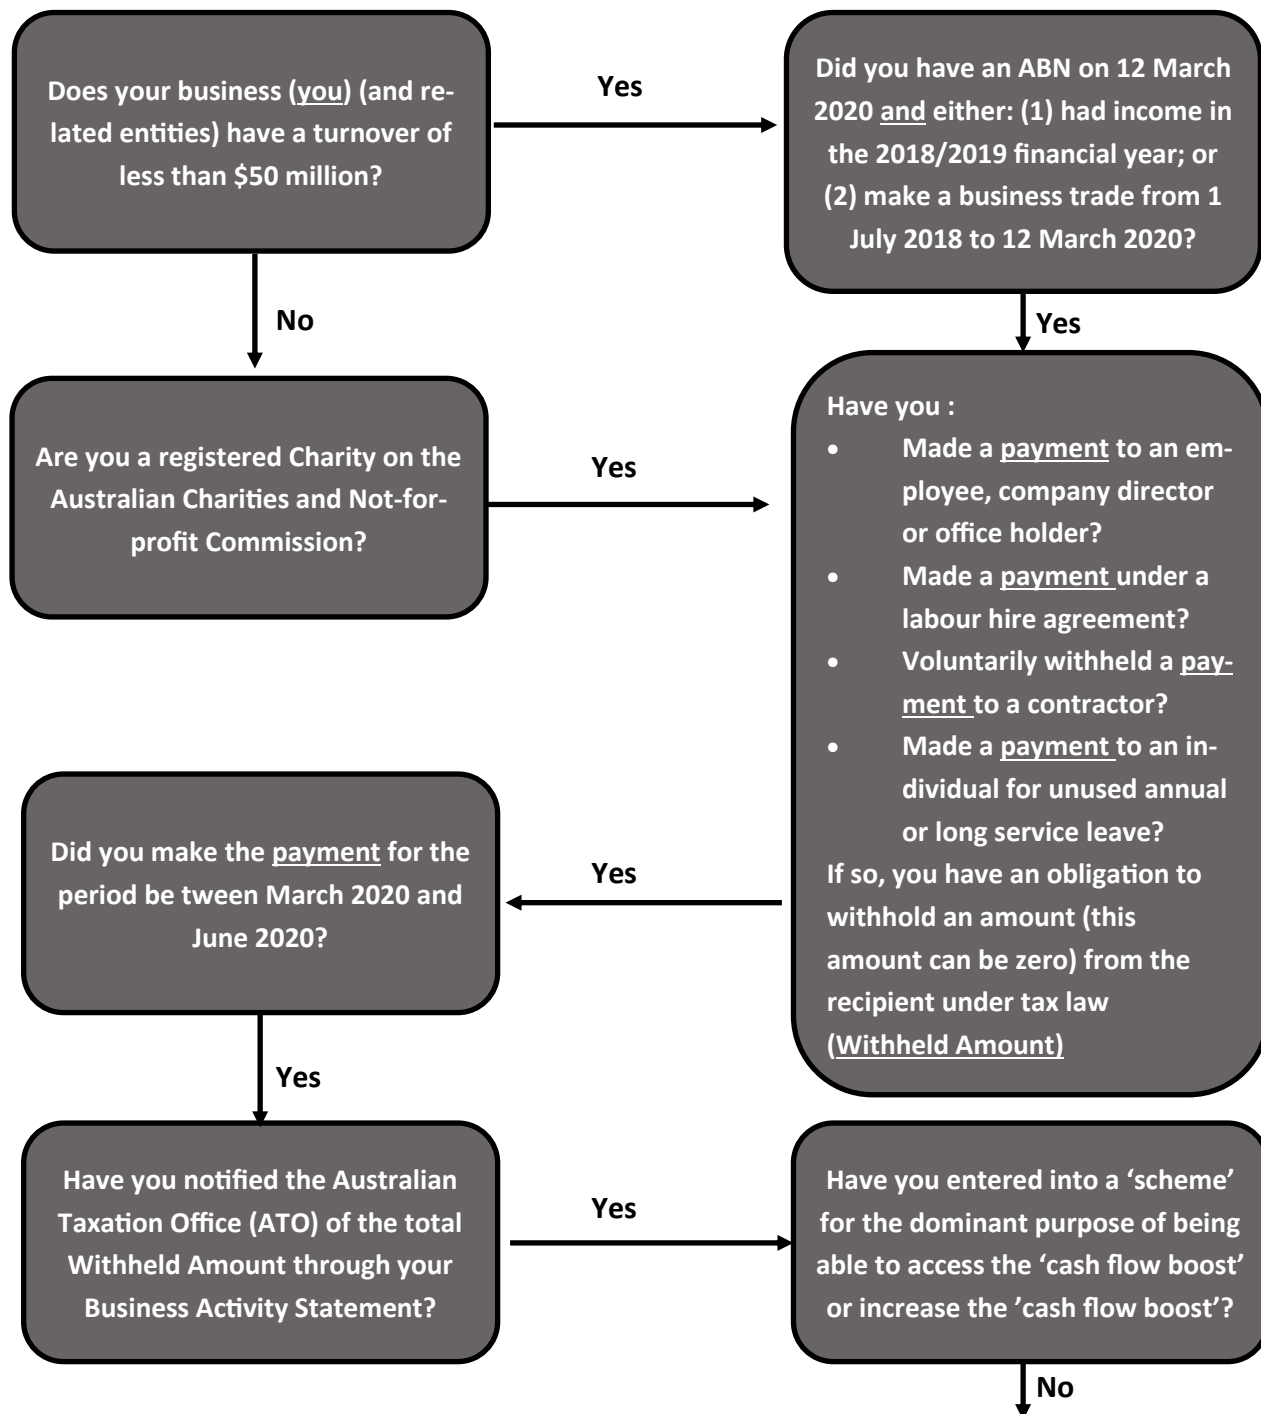 Does your business (you) (and re-
lated entities) have a turnover of
less than $50 million?
Yes
Did you have an ABN on 12 March
2020 and either: (1) had income in
the 2018/2019 financial year; or
(2) make a business trade from 1
July 2018 to 12 March 2020?
No
Yes
Are you a registered Charity on the
Australian Charities and Not-for-
profit Commission?
Yes
Have you :
• Made a payment to an em-
ployee, company director
or office holder?
• Made a payment under a
labour hire agreement?
• Voluntarily withheld a pay-
ment to a contractor?
• Made a payment to an in-
dividual for unused annual
or long service leave?
If so, you have an obligation to
withhold an amount (this
amount can be zero) from the
recipient under tax law
(Withheld Amount)
Yes
Did you make the payment for the
period be tween March 2020 and
June 2020?
Yes
Have you notified the Australian
Taxation Office (ATO) of the total
Withheld Amount through your
Business Activity Statement?
Yes
Have you entered into a ‘scheme’
for the dominant purpose of being
able to access the ‘cash flow boost’
or increase the ’cash flow boost’?
No